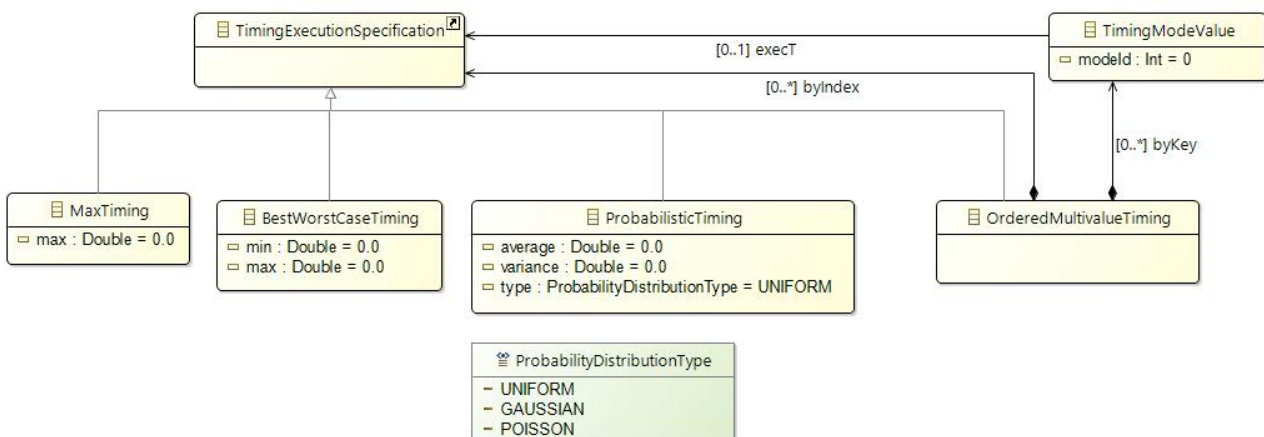 TimingExecutionSpecification
TimingModeValue
modeId : Int = 0
[0..1] execT
[0..*] byIndex
[0..*] byKey
MaxTiming
max : Double = 0.0
BestWorstCaseTiming
min : Double = 0.0
max : Double = 0.0
ProbabilisticTiming
average : Double = 0.0
variance : Double = 0.0
type : ProbabilityDistributionType = UNIFORM
OrderedMultivalueTiming
ProbabilityDistributionType
UNIFORM
GAUSSIAN
POISSON